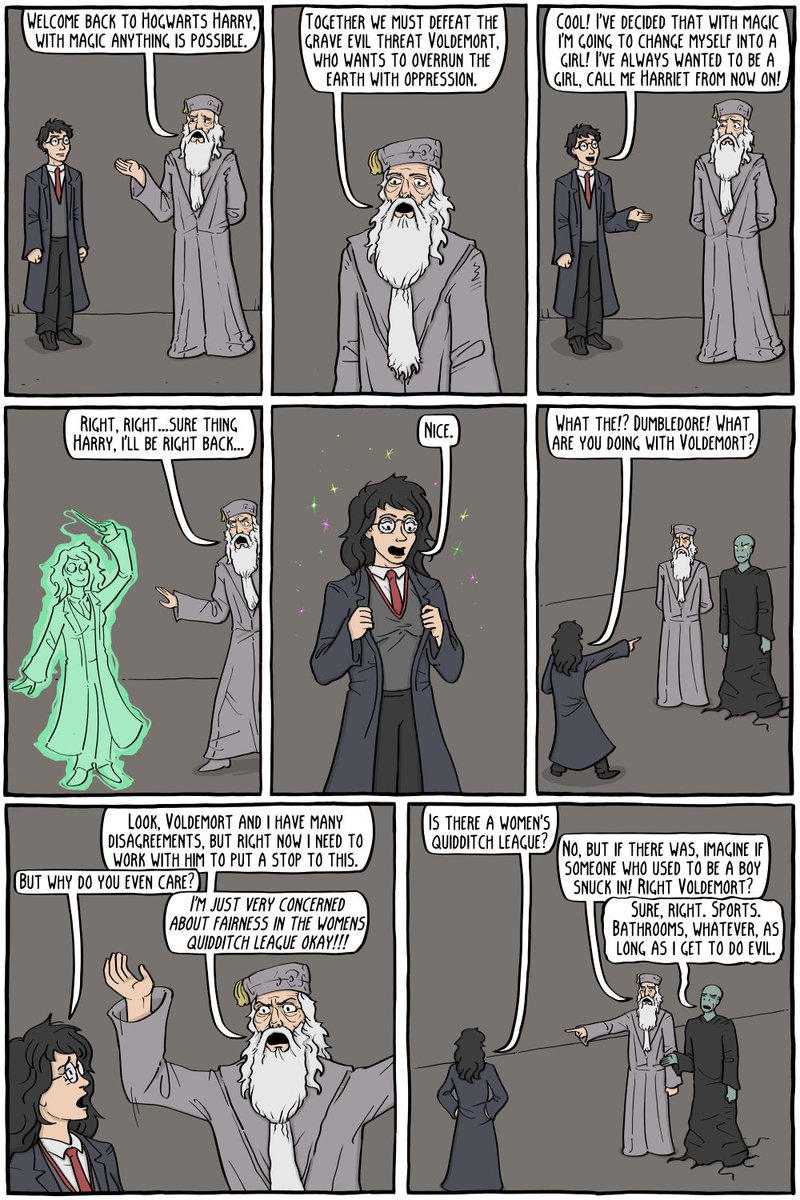 Welcome back to Hogwarts Harry,
with magic anything is possible.
Together we must defeat the
grave evil threat Voldemort,
who wants to overrun the
earth with oppression.
Cool! I've decided that with magic
I'm going to change myself into a
girl! I've always wanted to be a
girl, call me Harriet from now on!
Right, right...sure thing
Harry, I'll be right back...
Nice.
What the!? Dumbledore! What
are you doing with Voldemort?
Look, Voldemort and I have many
disagreements, but right now I need to
work with him to put a stop to this.
But why do you even care?
I'm just very concerned
about fairness in the womens
quidditch league okay!!!
Is there a women's
quidditch league?
No, but if there was, imagine if
someone who used to be a boy
snuck in! Right Voldemort?
Sure, right. Sports.
Bathrooms, whatever, as
long as I get to do evil.